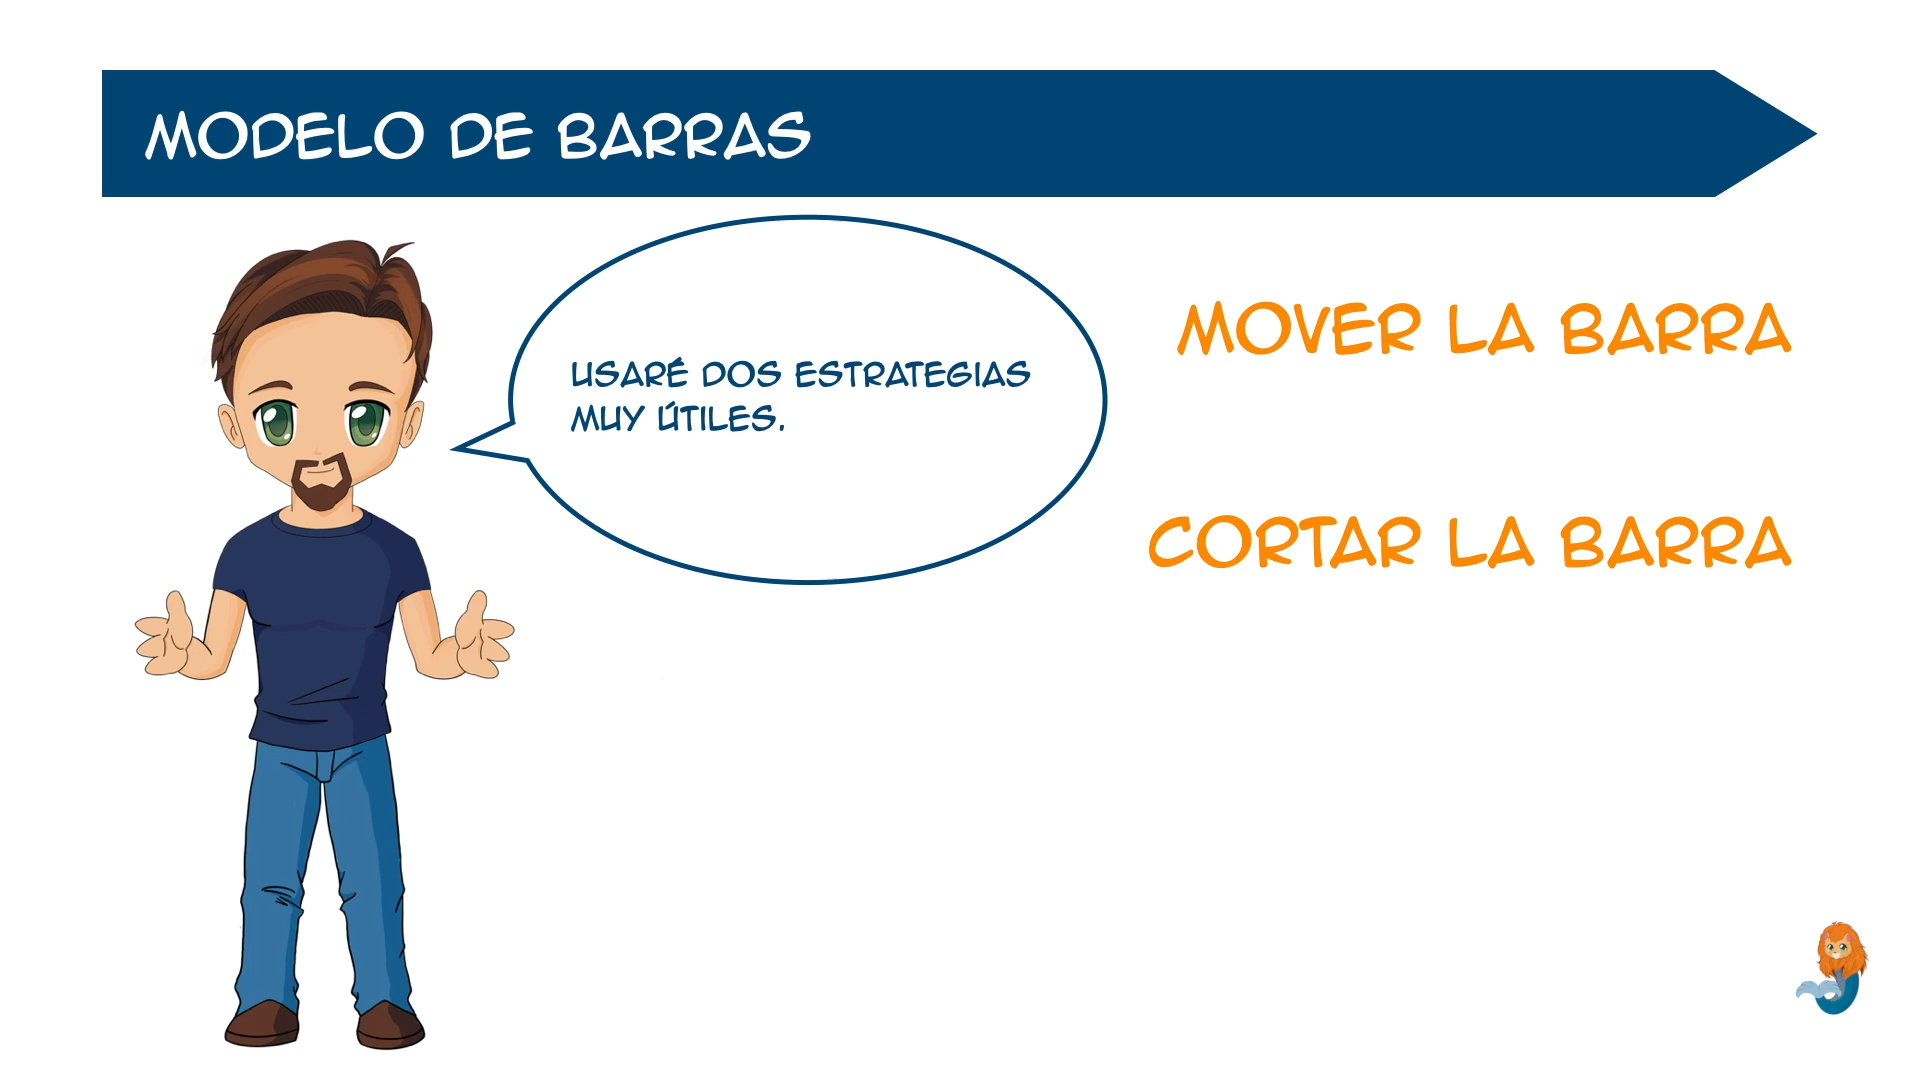 MODELO DE BARRAS
USARÉ DOS ESTRATEGIAS
MUY ÚTILES.
MOVER LA BARRA
CORTAR LA BARRA